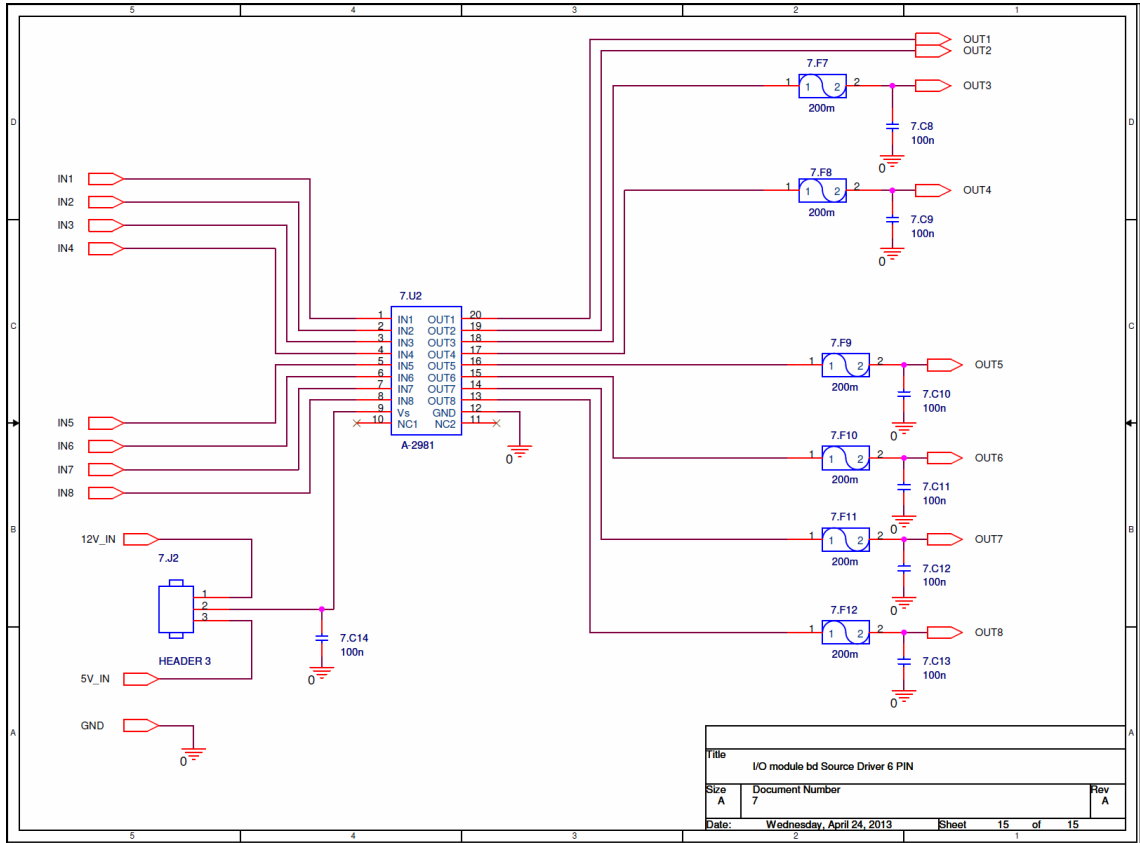 5 4 3 2 1
D D
C C
B B
A A
5 4 3 2 1
OUT1
OUT2
7.F7
1 1 2 2
200m
OUT3
7.C8
100n
0
7.F8
1 1 2 2
200m
OUT4
7.C9
100n
0
IN1
IN2
IN3
IN4
7.U2
1 IN1 OUT1 20
2 IN2 OUT2 19
3 IN3 OUT3 18
4 IN4 OUT4 17
5 IN5 OUT5 16
6 IN6 OUT6 15
7 IN7 OUT7 14
8 IN8 OUT8 13
9 Vs GND 12
10 NC1 NC2 11
A-2981
0
7.F9
1 1 2 2
200m
OUT5
7.C10
100n
0
7.F10
1 1 2 2
200m
OUT6
7.C11
100n
0
7.F11
1 1 2 2
200m
OUT7
7.C12
100n
0
7.F12
1 1 2 2
200m
OUT8
7.C13
100n
0
IN5
IN6
IN7
IN8
12V_IN
7.J2
1
2
3
HEADER 3
7.C14
100n
0
5V_IN
GND
0
Title
I/O module bd Source Driver 6 PIN
Size Document Number Rev
A 7 A
Date: Wednesday, April 24, 2013 Sheet 15 of 15